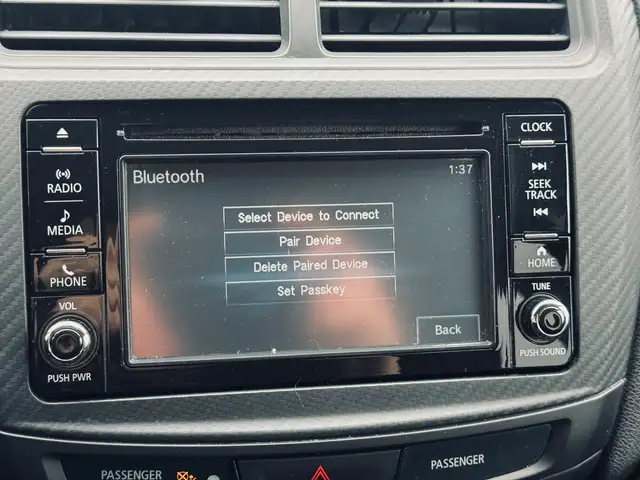 CLOCK
RADIO
MEDIA
PHONE
VOL
PUSH PWR
Bluetooth
1:37
Select Device to Connect
Pair Device
Delete Paired Device
Set Passkey
Back
SEEK
TRACK
HOME
TUNE
PUSH SOUND
PASSENGER
PASSENGER